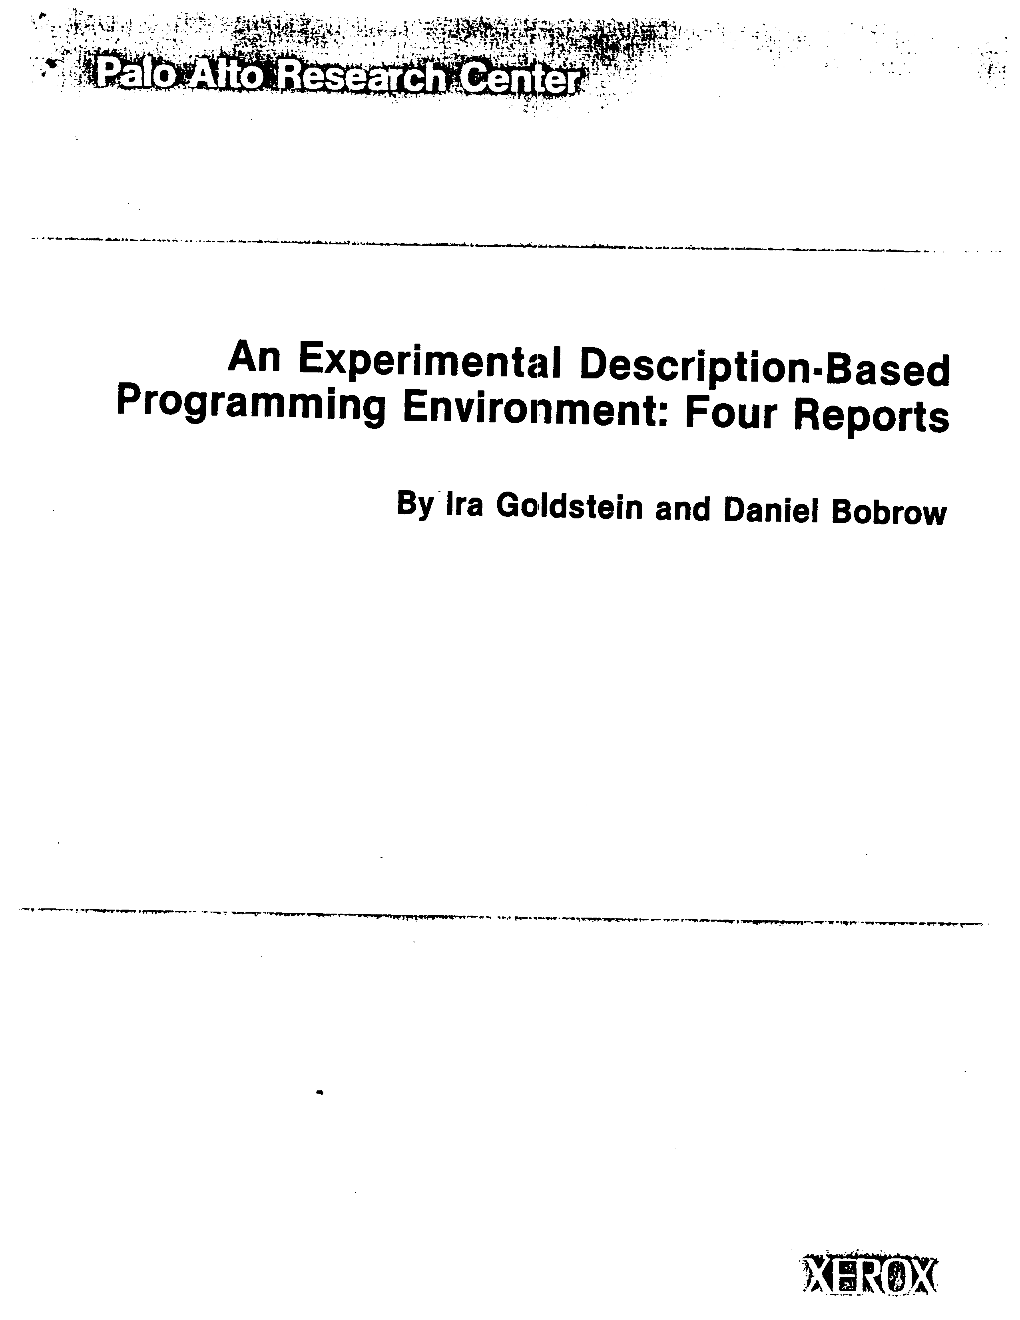 Palo Alto Research Center
An Experimental Description-Based
Programming Environment: Four Reports
By Ira Goldstein and Daniel Bobrow
XEROX